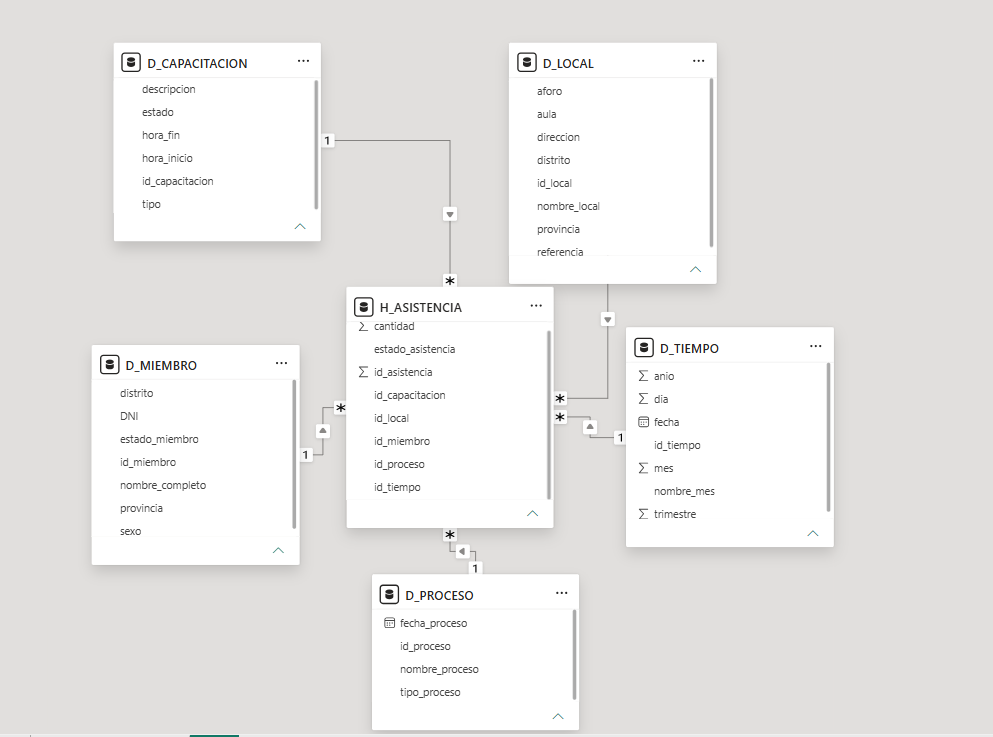 D_CAPACITACION
descripcion
estado
hora_fin
hora_inicio
id_capacitacion
tipo
1
*
D_LOCAL
aforo
aula
direccion
distrito
id_local
nombre_local
provincia
referencia
*
H_ASISTENCIA
Σ cantidad
estado_asistencia
Σ id_asistencia
id_capacitacion
id_local
id_miembro
id_proceso
id_tiempo
D_TIEMPO
Σ anio
Σ dia
fecha
id_tiempo
Σ mes
nombre_mes
Σ trimestre
*
1
D_MIEMBRO
distrito
DNI
estado_miembro
id_miembro
nombre_completo
provincia
sexo
*
1
*
1
D_PROCESO
fecha_proceso
id_proceso
nombre_proceso
tipo_proceso